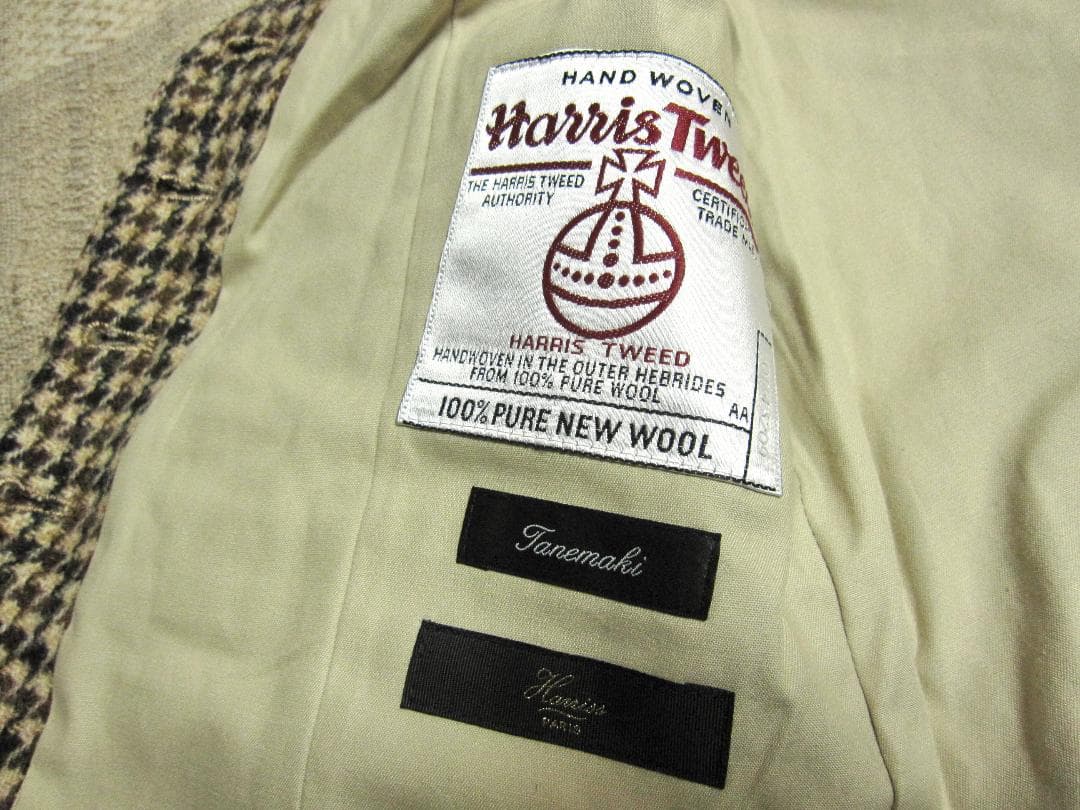 HAND WOVEN
Harris Twee
THE HARRIS TWEED
AUTHORITY
CERTIFIC
TRADE M
HARRIS TWEED
HANDWOVEN IN THE OUTER HEBRIDES
FROM 100% PURE WOOL
AA
100% PURE NEW WOOL
Tanemaki
Harriss
PARIS